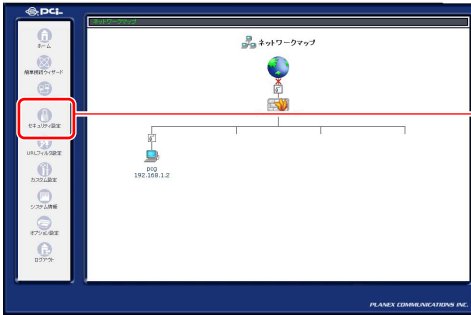 PCI
ネットワークマップ
ネットワークマップ
ホーム
簡単接続ウィザード
セキュリティ設定
URLフィルタ設定
カスタム設定
システム情報
オプション設定
ログアウト
pcg
192.168.1.2
PLANEX COMMUNICATIONS INC.